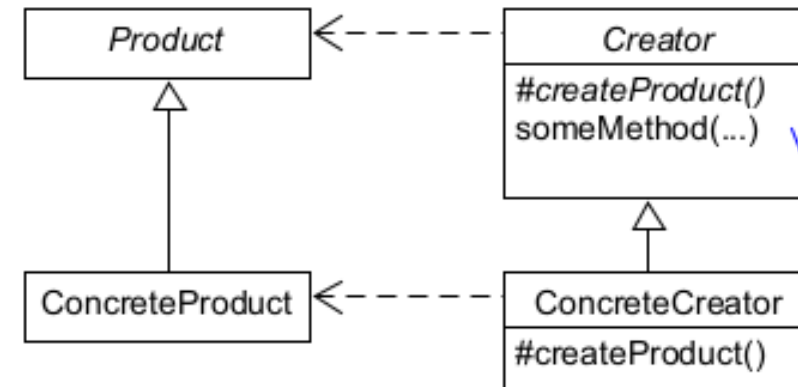 Product
Creator
#createProduct()
someMethod(...)
ConcreteProduct
ConcreteCreator
#createProduct()